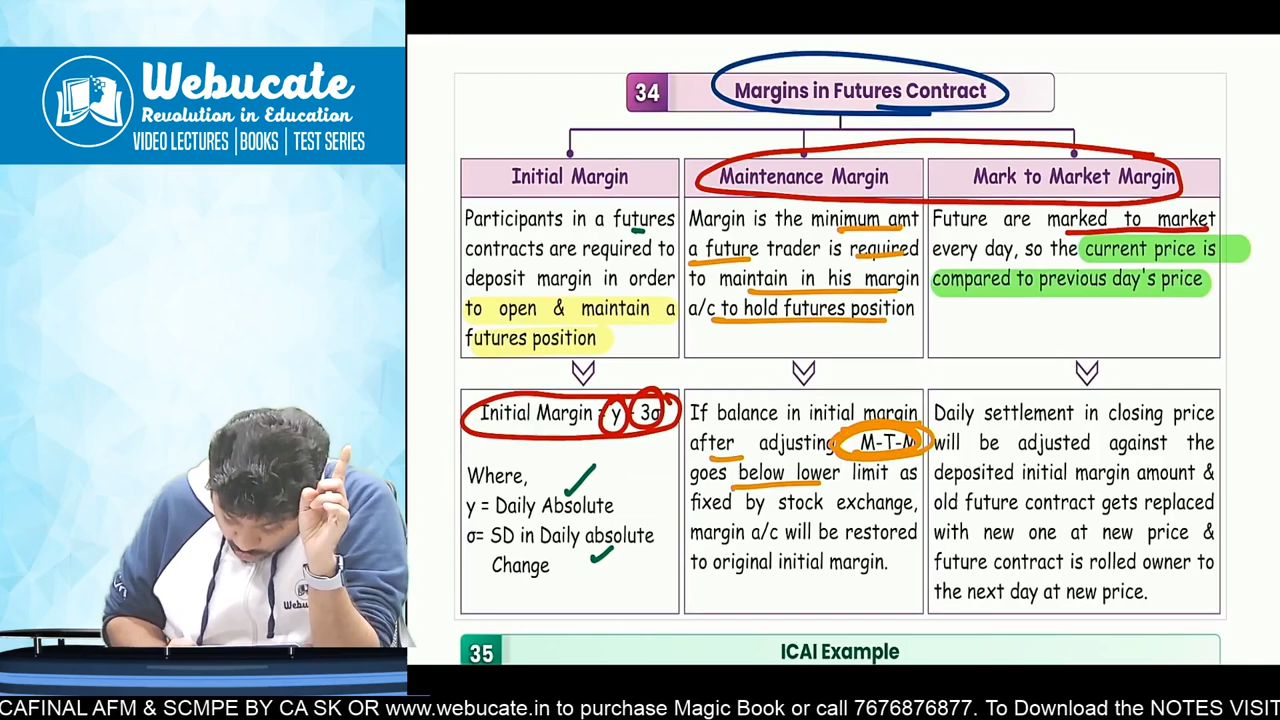 Webucate
Revolution in Education
VIDEO LECTURES | BOOKS | TEST SERIES
34
Margins in Futures Contract
Initial Margin
Participants in a futures
contracts are required to
deposit margin in order
to open & maintain a
futures position
Initial Margin = y 3σ
Where,
y = Daily Absolute
σ= SD in Daily absolute
Change
Maintenance Margin
Margin is the minimum amt
a future trader is required
to maintain in his margin
a/c to hold futures position
If balance in initial margin
after adjusting M-T-M
goes below lower limit as
fixed by stock exchange,
margin a/c will be restored
to original initial margin.
Mark to Market Margin
Future are marked to market
every day, so the current price is
compared to previous day's price
Daily settlement in closing price
will be adjusted against the
deposited initial margin amount &
old future contract gets replaced
with new one at new price &
future contract is rolled owner to
the next day at new price.
35
ICAI Example
CAFINAL AFM & SCMPE BY CA SK OR www.webucate.in to purchase Magic Book or call 7676876877. To Download the NOTES VISIT